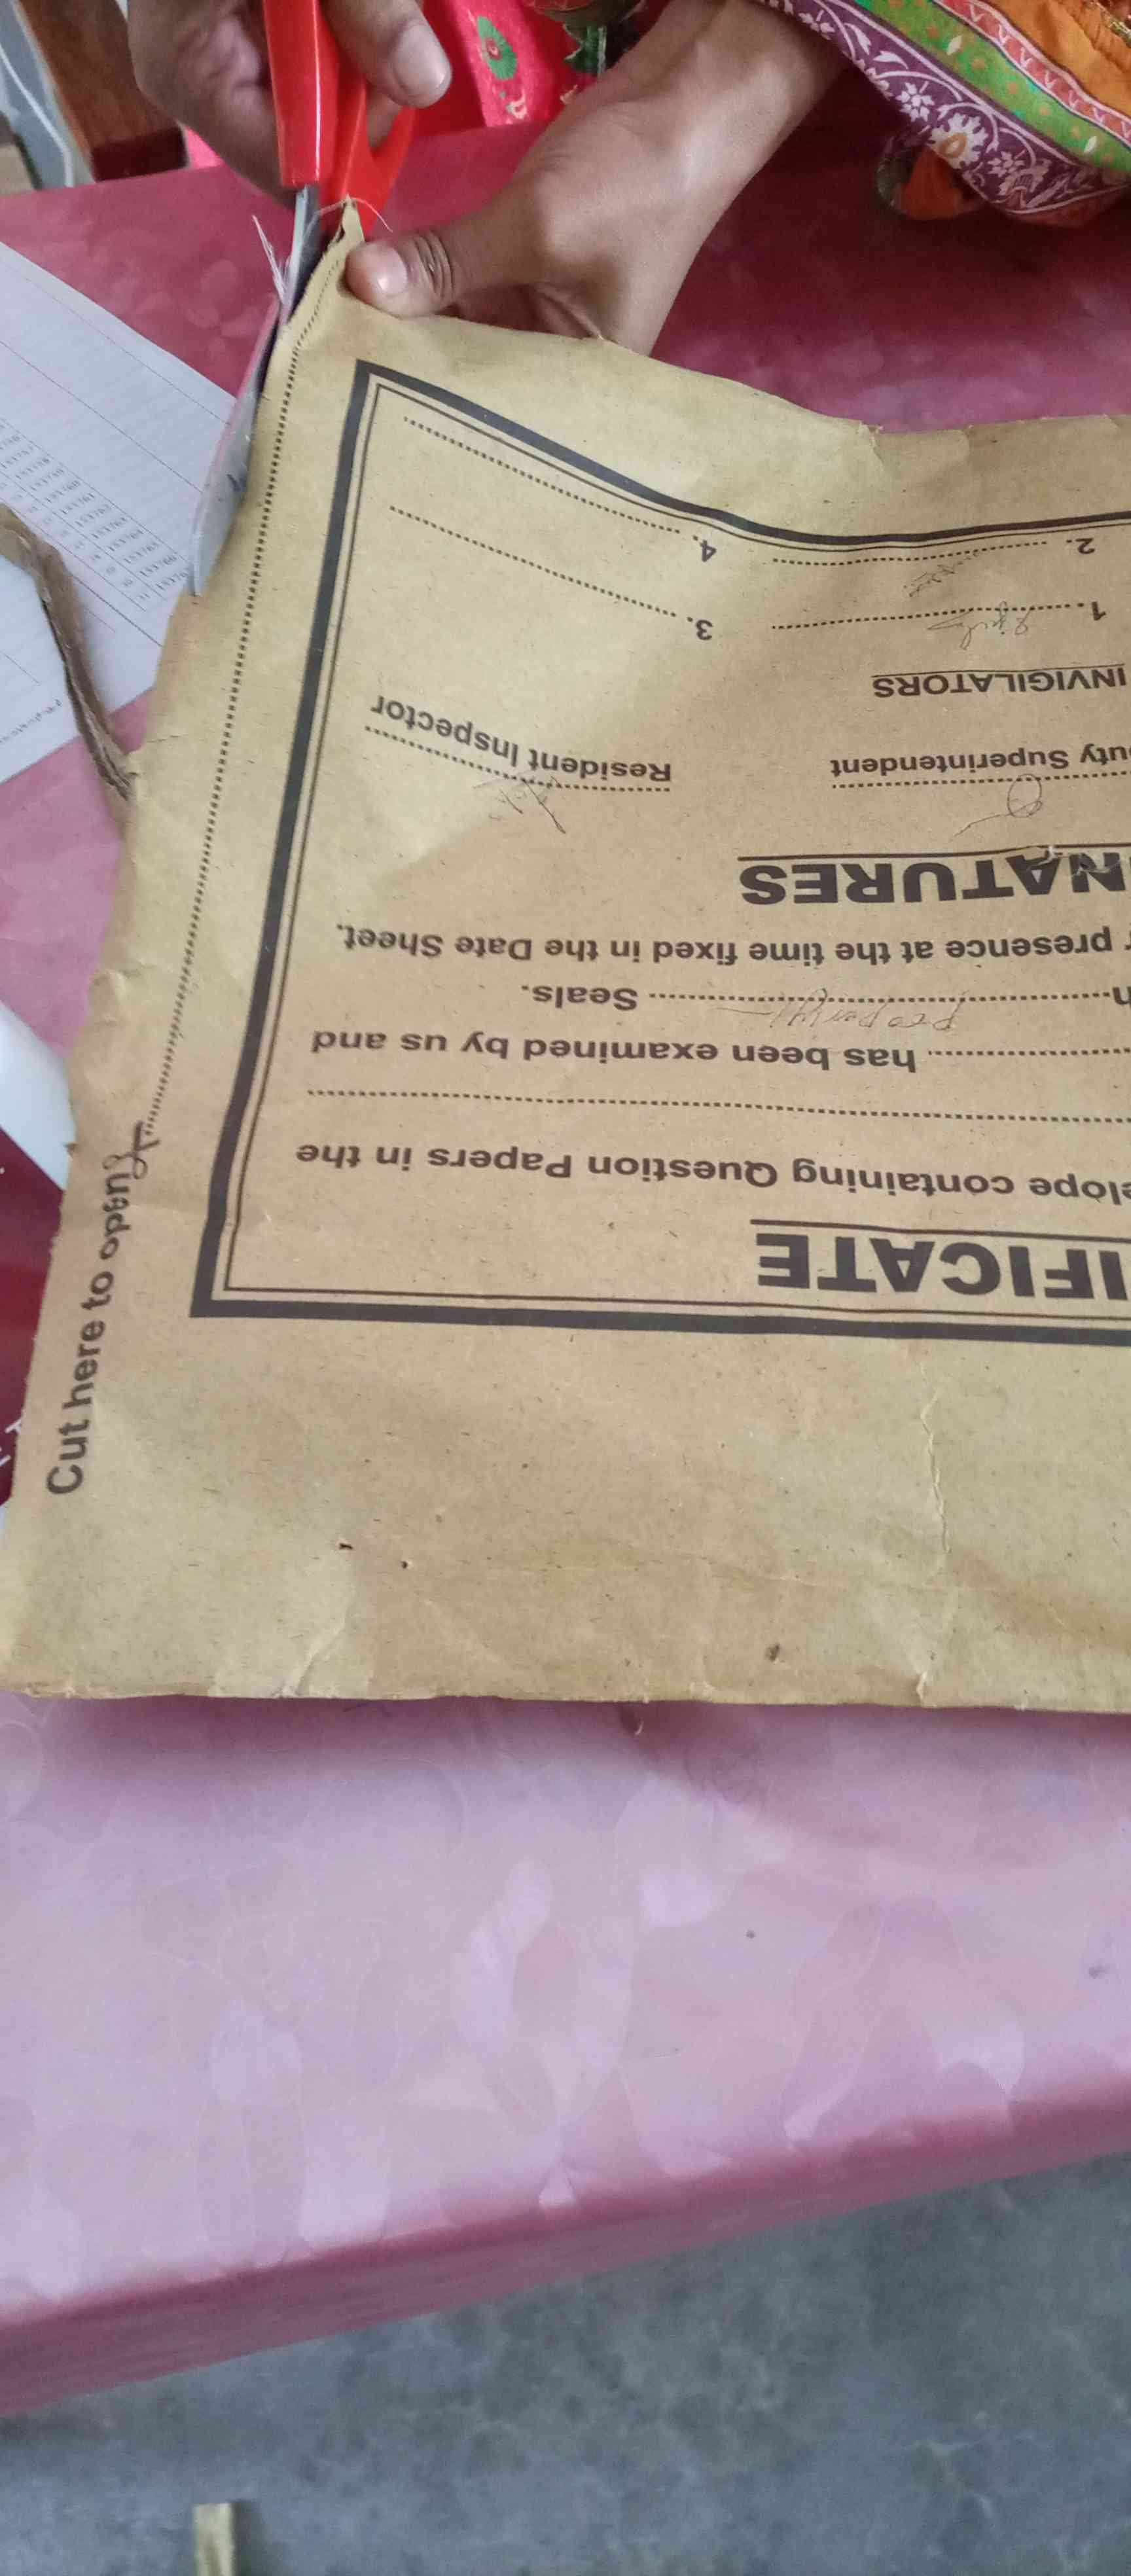 IFICATE
elope containing Question Papers in the
has been examined by us and
properly Seals.
r presence at the time fixed in the Date Sheet.
NATURES
uty Superintendent
Resident Inspector
INVIGILATORS
1.
3.
2.
4.
Cut here to open